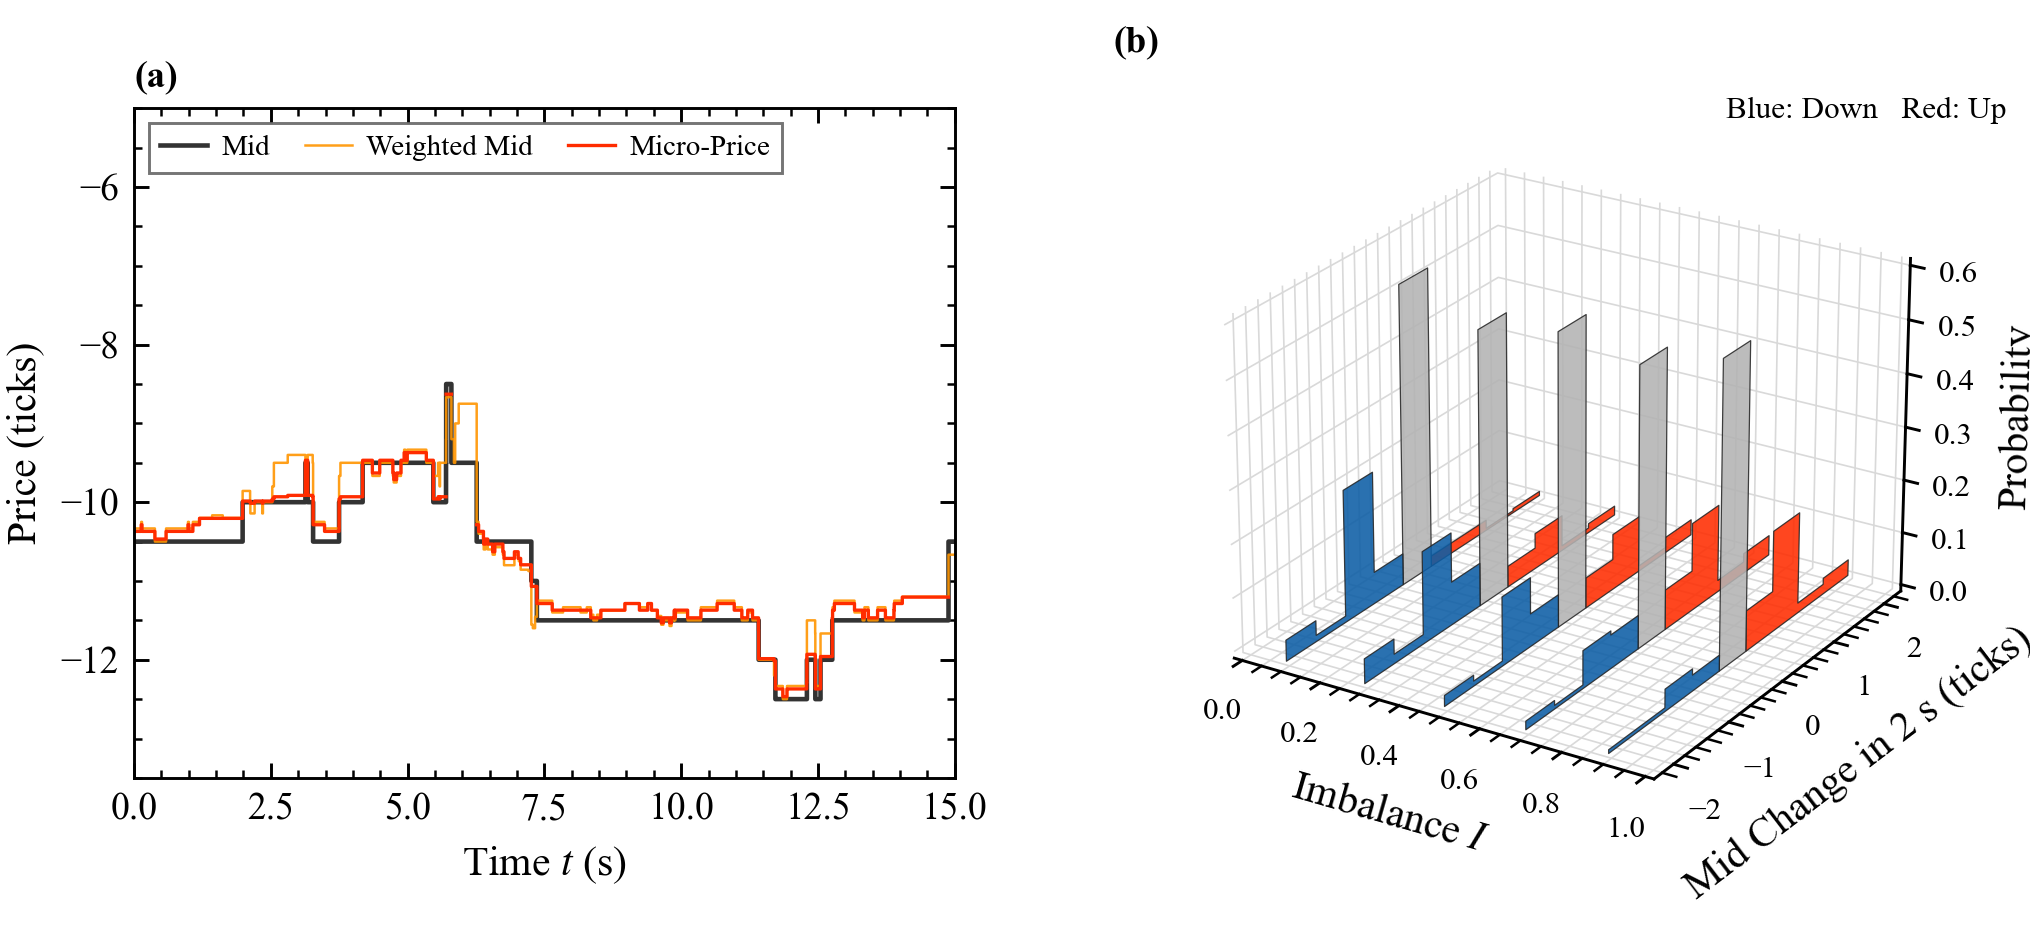 (a)
Mid Weighted Mid Micro-Price
−6
−8
−10
−12
Price (ticks)
0.0 2.5 5.0 7.5 10.0 12.5 15.0
Time t (s)
(b)
Blue: Down Red: Up
0.6
0.5
0.4
0.3
0.2
0.1
0.0
Probability
0.0 0.2 0.4 0.6 0.8 1.0
Imbalance I
−2 −1 0 1 2
Mid Change in 2 s (ticks)